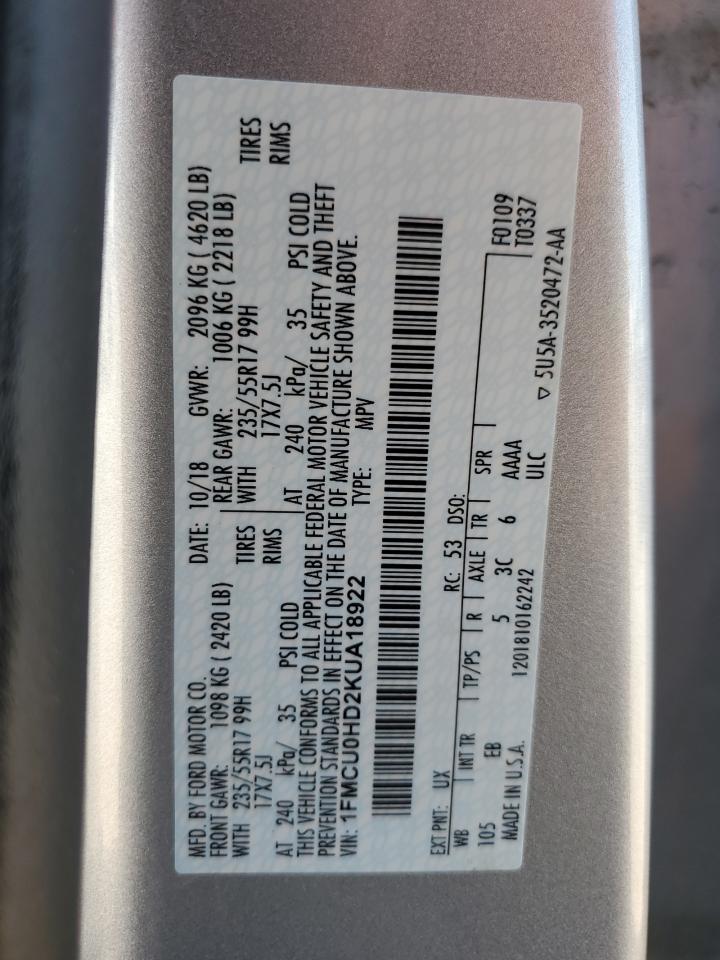 MFD. BY FORD MOTOR CO.
DATE: 10/18 GVWR: 2096 KG ( 4620 LB)
FRONT GAWR: 1098 KG ( 2420 LB) REAR GAWR: 1006 KG ( 2218 LB)
WITH 235/55R17 99H TIRES WITH 235/55R17 99H TIRES
17X7.5J RIMS 17X7.5J RIMS
AT 240 kPa/ 35 PSI COLD AT 240 kPa/ 35 PSI COLD
THIS VEHICLE CONFORMS TO ALL APPLICABLE FEDERAL MOTOR VEHICLE SAFETY AND THEFT
PREVENTION STANDARDS IN EFFECT ON THE DATE OF MANUFACTURE SHOWN ABOVE.
VIN: 1FMCU0HD2KUA18922 TYPE: MPV
EXT PNT: UX RC: 53 DSO:
WB INT TR TP/PS R AXLE TR SPR F0109
105 EB 5 3C 6 AAAA T0337
MADE IN U.S.A. 1201810162242 ULC
▽ 5U5A-3520472-AA